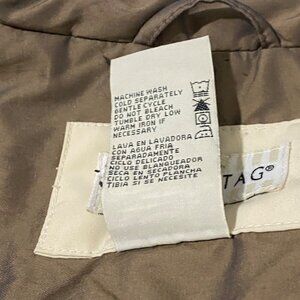 MACHINE WASH
COLD SEPARATELY
GENTLE CYCLE
DO NOT BLEACH
TUMBLE DRY LOW
WARM IRON IF
NECESSARY
LAVA EN LAVADORA
CON AGUA FRIA
SEPARADAMENTE
CICLO DELICADO
NO USE BLANQUEADOR
SECA EN SECADORA
CICLO LENTO PLANCHA
TIBIA SI SE NECESITE
TAG®